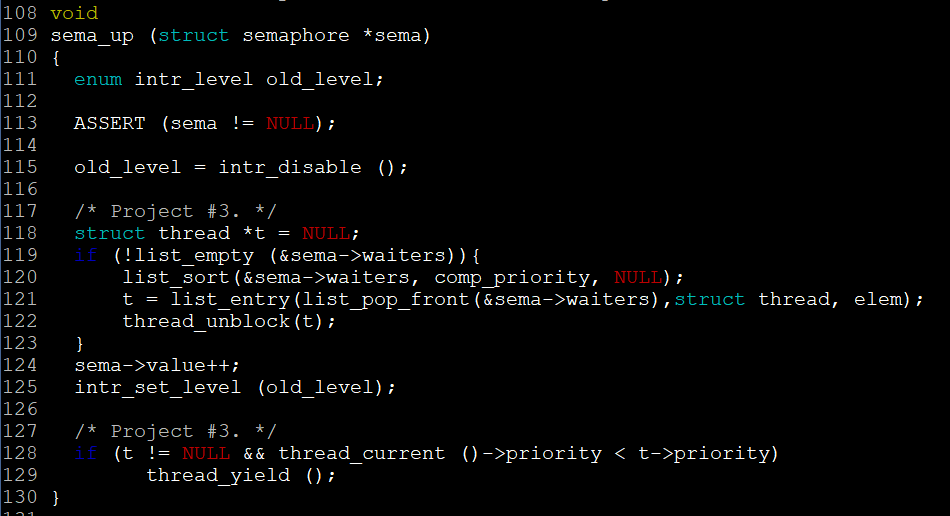 108 void
109 sema_up (struct semaphore *sema)
110 {
111   enum intr_level old_level;
112
113   ASSERT (sema != NULL);
114
115   old_level = intr_disable ();
116
117   /* Project #3. */
118   struct thread *t = NULL;
119   if (!list_empty (&sema->waiters)){
120       list_sort(&sema->waiters, comp_priority, NULL);
121       t = list_entry(list_pop_front(&sema->waiters),struct thread, elem);
122       thread_unblock(t);
123   }
124   sema->value++;
125   intr_set_level (old_level);
126
127   /* Project #3. */
128   if (t != NULL && thread_current ()->priority < t->priority)
129         thread_yield ();
130 }